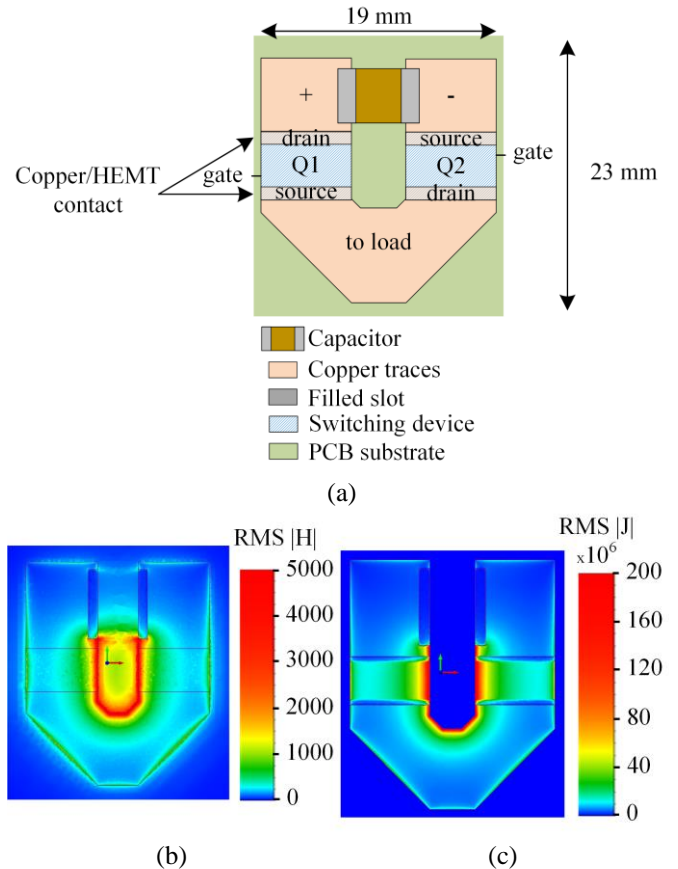 19 mm
+
-
drain
source
Q1
Q2
gate
gate
source
drain
Copper/HEMT
contact
23 mm
to load
Capacitor
Copper traces
Filled slot
Switching device
PCB substrate
(a)
RMS |H|
5000
4000
3000
2000
1000
0
(b)
RMS |J|
x10⁶
200
160
120
80
40
0
(c)